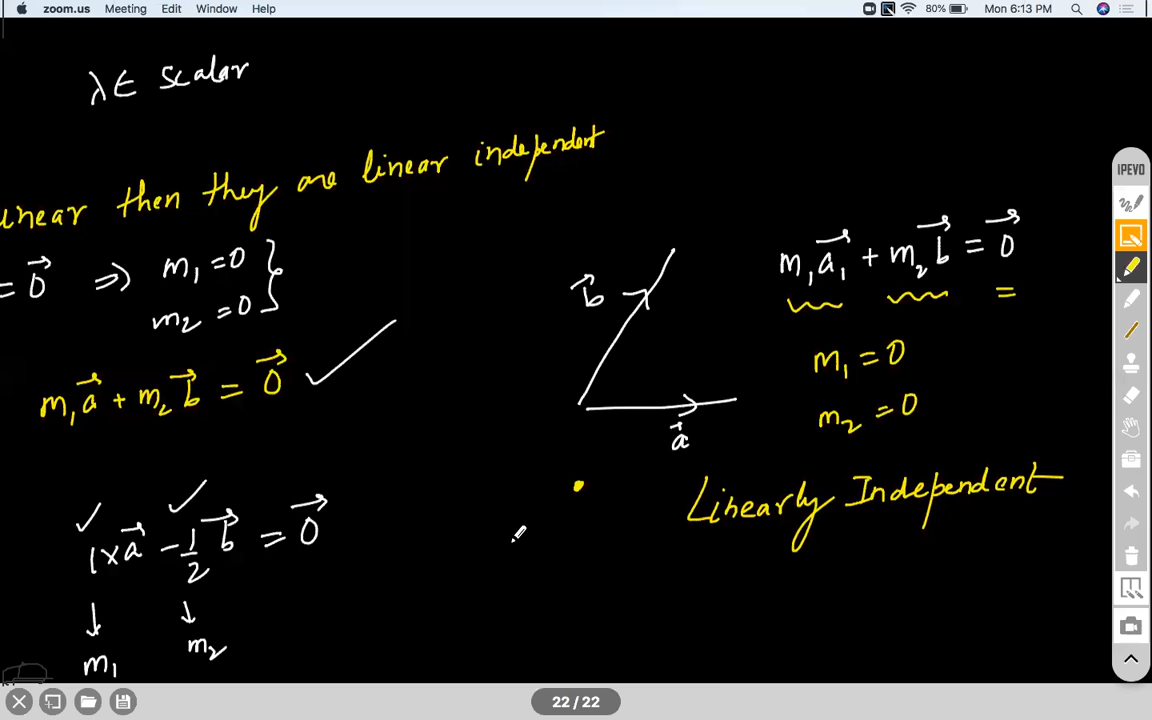 zoom.us Meeting Edit Window Help 80% Mon 6:13 PM
λ ∈ scalar
linear then they are linear independent
= 0⃗ ⇒ m₁ = 0
m₂ = 0
m₁a⃗ + m₂b⃗ = 0⃗
1×a⃗ - 1/2 b⃗ = 0⃗
↓ ↓
m₁ m₂
b⃗
a⃗
m₁a⃗₁ + m₂b⃗ = 0⃗
m₁ = 0
m₂ = 0
Linearly Independent
IPEVO
22 / 22